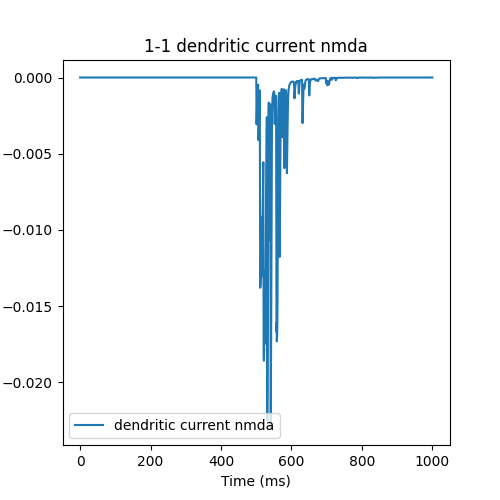 1-1 dendritic current nmda
0.000
−0.005
−0.010
−0.015
−0.020
dendritic current nmda
0 200 400 600 800 1000
Time (ms)